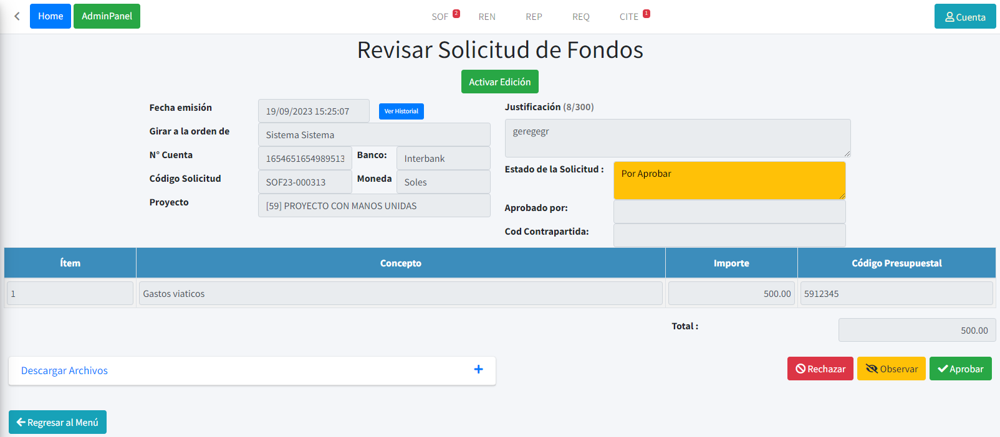 Home AdminPanel SOF 2 REN REP REQ CITE 1 Cuenta
Revisar Solicitud de Fondos
Activar Edición
Fecha emisión 19/09/2023 15:25:07 Ver Historial
Girar a la orden de Sistema Sistema
N° Cuenta 1654651654989513 Banco: Interbank
Código Solicitud SOF23-000313 Moneda Soles
Proyecto [59] PROYECTO CON MANOS UNIDAS
Justificación (8/300)
geregegr
Estado de la Solicitud : Por Aprobar
Aprobado por:
Cod Contrapartida:
Ítem Concepto Importe Código Presupuestal
1 Gastos viaticos 500.00 5912345
Total : 500.00
Descargar Archivos
Rechazar Observar Aprobar
Regresar al Menú